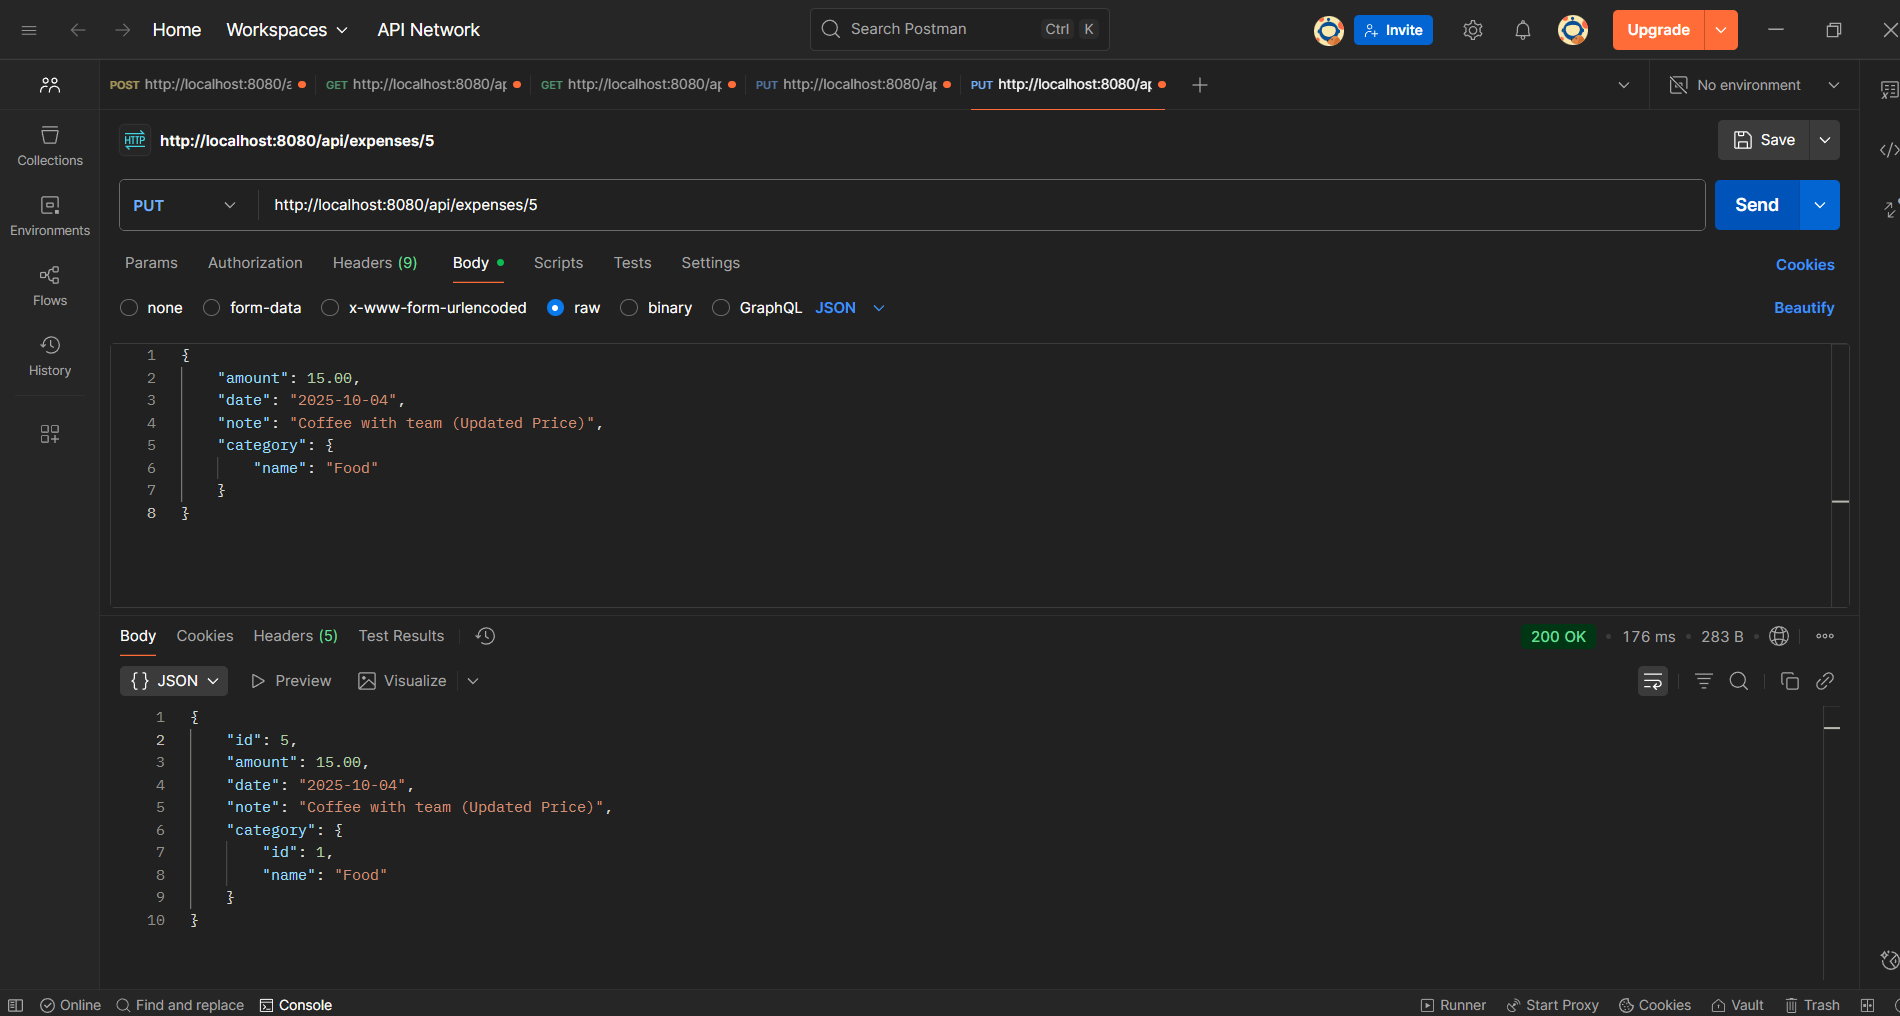 Home Workspaces API Network Search Postman Ctrl K Invite Upgrade
POST http://localhost:8080/a GET http://localhost:8080/ap GET http://localhost:8080/ap PUT http://localhost:8080/ap PUT http://localhost:8080/ap No environment
HTTP http://localhost:8080/api/expenses/5 Save
Collections
Environments
Flows
History
PUT http://localhost:8080/api/expenses/5 Send
Params Authorization Headers (9) Body Scripts Tests Settings Cookies
none form-data x-www-form-urlencoded raw binary GraphQL JSON Beautify
1 {
2 "amount": 15.00,
3 "date": "2025-10-04",
4 "note": "Coffee with team (Updated Price)",
5 "category": {
6 "name": "Food"
7 }
8 }
Body Cookies Headers (5) Test Results 200 OK • 176 ms • 283 B •
{} JSON Preview Visualize
1 {
2 "id": 5,
3 "amount": 15.00,
4 "date": "2025-10-04",
5 "note": "Coffee with team (Updated Price)",
6 "category": {
7 "id": 1,
8 "name": "Food"
9 }
10 }
Online Find and replace Console Runner Start Proxy Cookies Vault Trash